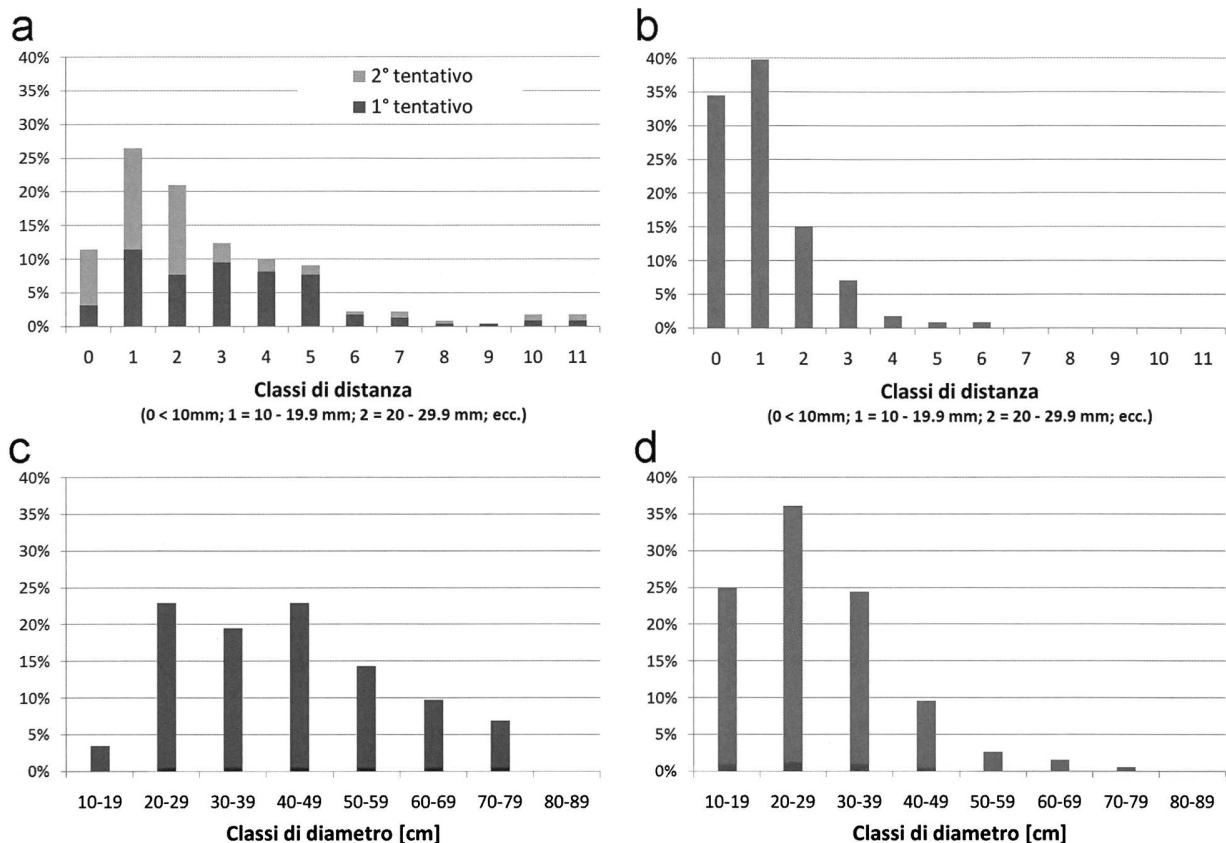 a
40%
35%
30%
25%
20%
15%
10%
5%
0%
2° tentativo
1° tentativo
0 1 2 3 4 5 6 7 8 9 10 11
Classi di distanza
(0 < 10mm; 1 = 10 - 19.9 mm; 2 = 20 - 29.9 mm; ecc.)
b
40%
35%
30%
25%
20%
15%
10%
5%
0%
0 1 2 3 4 5 6 7 8 9 10 11
Classi di distanza
(0 < 10mm; 1 = 10 - 19.9 mm; 2 = 20 - 29.9 mm; ecc.)
c
40%
35%
30%
25%
20%
15%
10%
5%
0%
10-19 20-29 30-39 40-49 50-59 60-69 70-79 80-89
Classi di diametro [cm]
d
40%
35%
30%
25%
20%
15%
10%
5%
0%
10-19 20-29 30-39 40-49 50-59 60-69 70-79 80-89
Classi di diametro [cm]